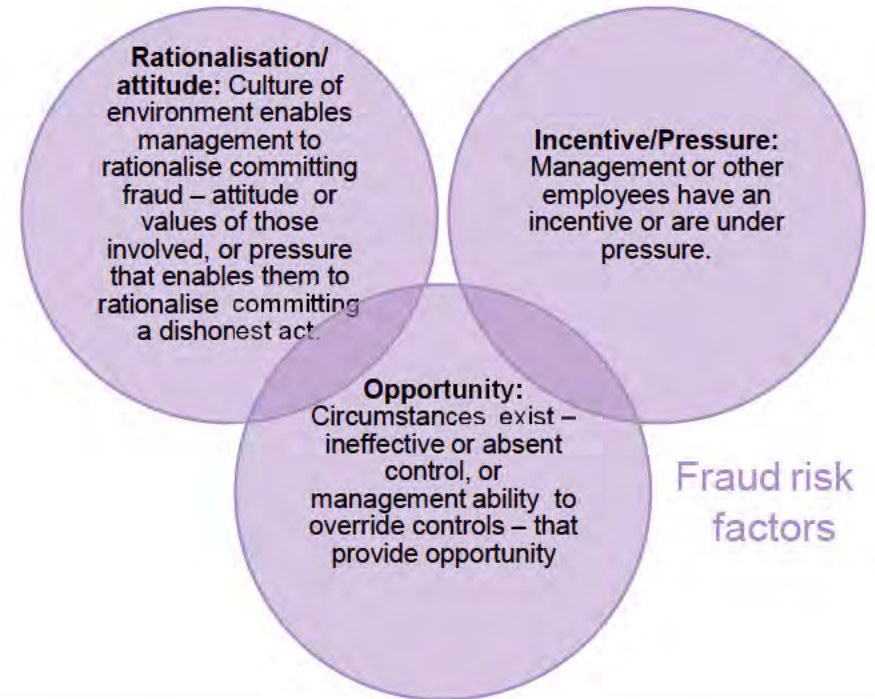 Rationalisation/
attitude: Culture of
environment enables
management to
rationalise committing
fraud – attitude or
values of those
involved, or pressure
that enables them to
rationalise committing
a dishonest act.
Incentive/Pressure:
Management or other
employees have an
incentive or are under
pressure.
Opportunity:
Circumstances exist –
ineffective or absent
control, or
management ability to
override controls – that
provide opportunity
Fraud risk
factors